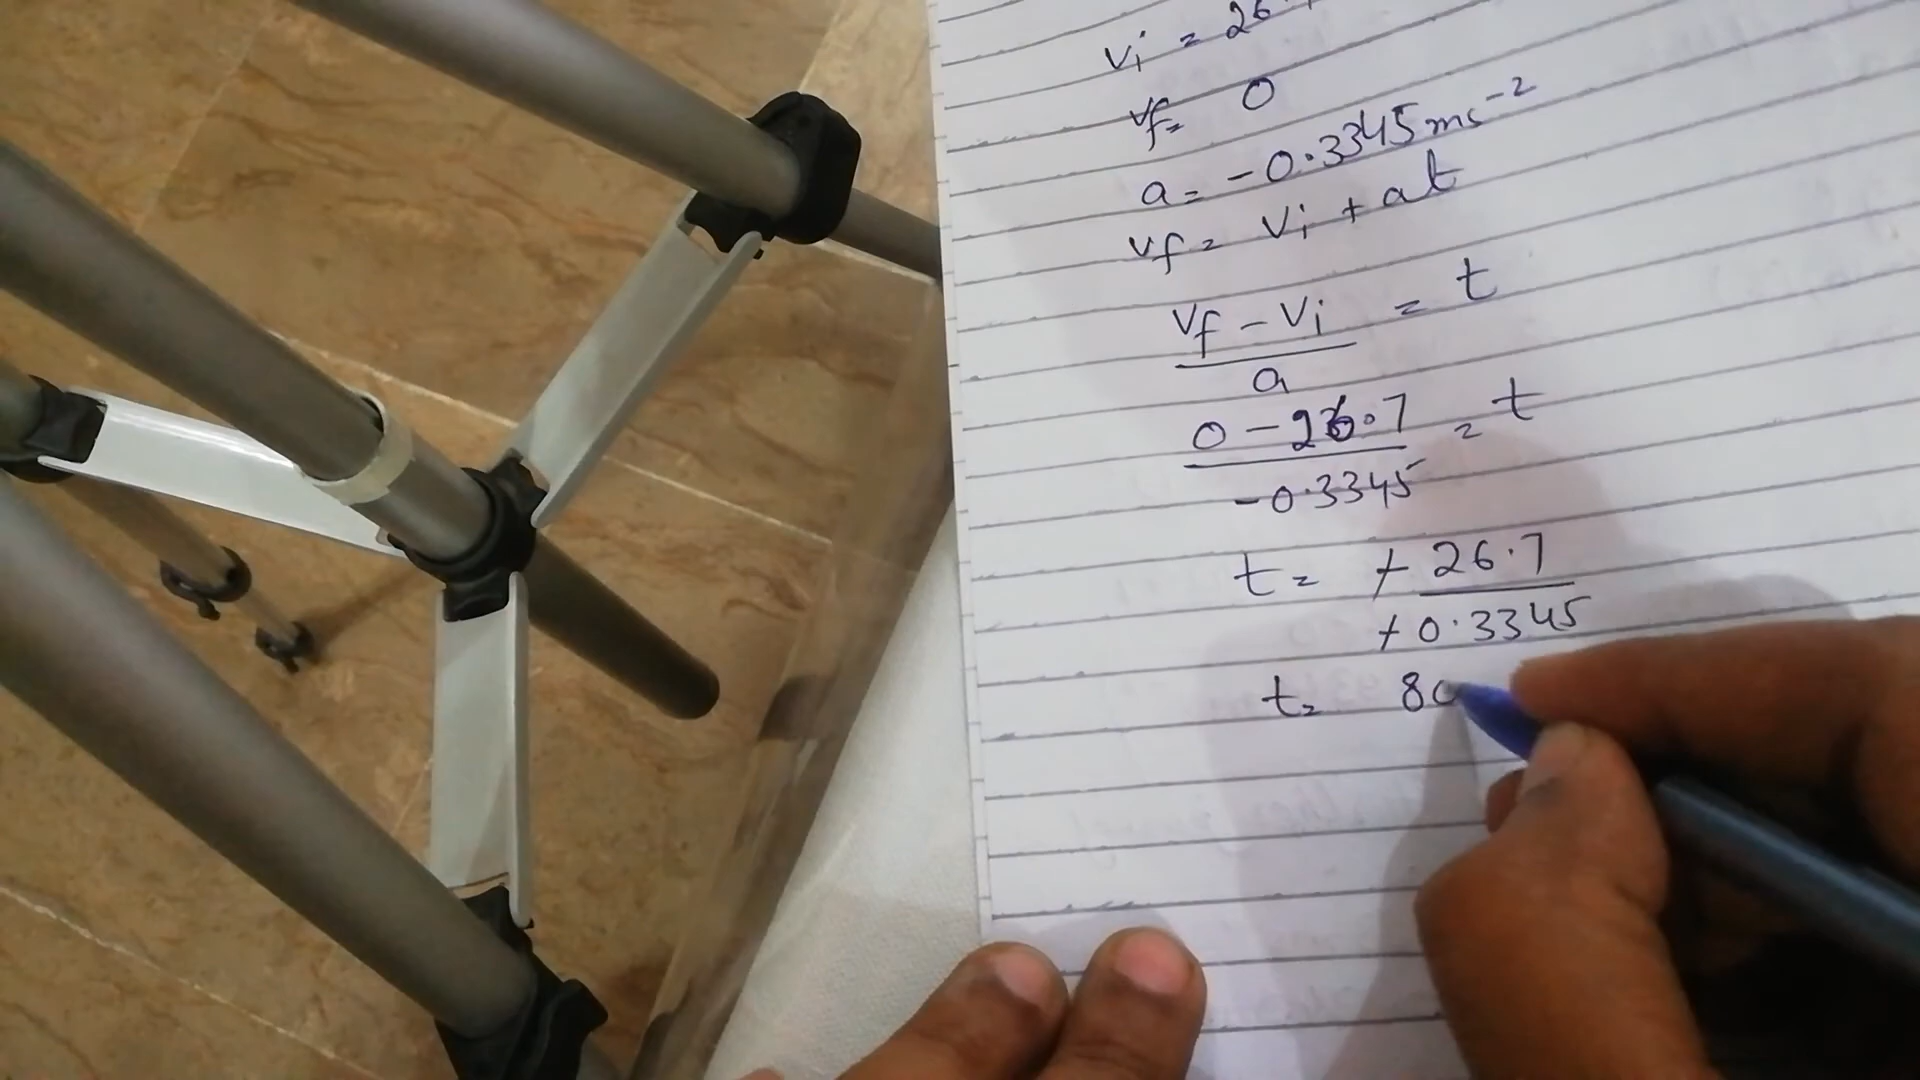 vi = 26.
vf = 0
a = -0.3345 ms-2
vf = vi + at
vf - vi = t
a
0 - 26.7 = t
-0.3345
t = + 26.7
+ 0.3345
t = 80